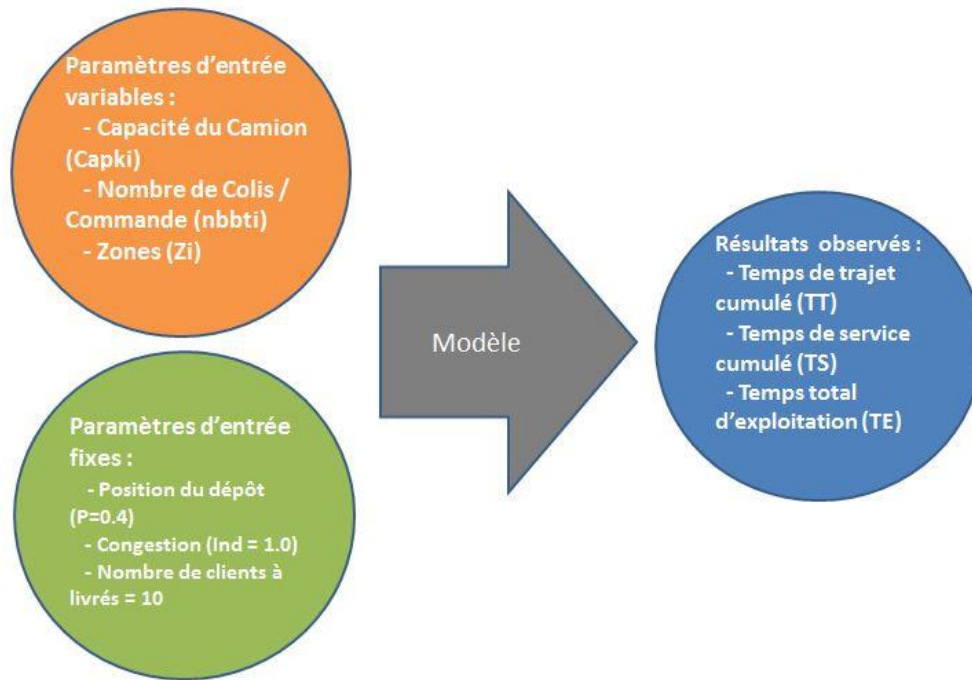 Paramètres d'entrée
variables :
- Capacité du Camion
(Capki)
- Nombre de Colis /
Commande (nbbti)
- Zones (Zi)
Paramètres d'entrée
fixes :
- Position du dépôt
(P=0.4)
- Congestion (Ind = 1.0)
- Nombre de clients à
livrés = 10
Modèle
Résultats observés :
- Temps de trajet
cumulé (TT)
- Temps de service
cumulé (TS)
- Temps total
d'exploitation (TE)